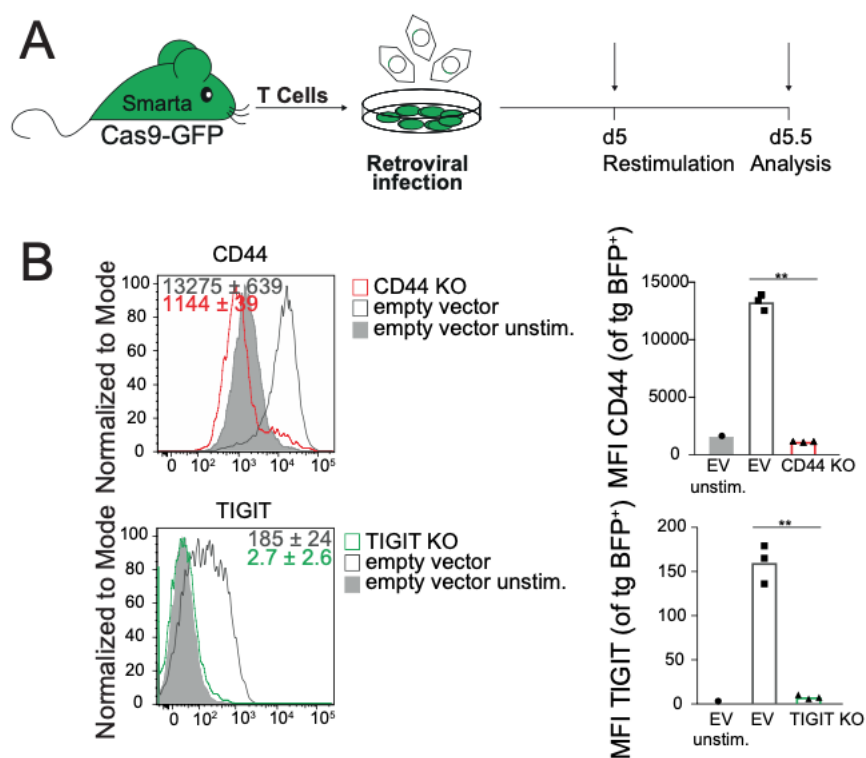 A
Smarta
Cas9-GFP
T Cells
Retroviral
infection
d5
d5.5
Restimulation
Analysis
B
CD44
Normalized to Mode
100
80
60
40
20
0
13275 ± 639
1144 ± 39
0 10² 10³ 10⁴ 10⁵
CD44 KO
empty vector
empty vector unstim.
MFI CD44 (of tg BFP⁺)
15000
10000
5000
0
**
EV
unstim.
EV
CD44 KO
TIGIT
Normalized to Mode
100
80
60
40
20
0
185 ± 24
2.7 ± 2.6
0 10² 10³ 10⁴ 10⁵
TIGIT KO
empty vector
empty vector unstim.
MFI TIGIT (of tg BFP⁺)
200
150
100
50
0
**
EV
unstim.
EV
TIGIT KO